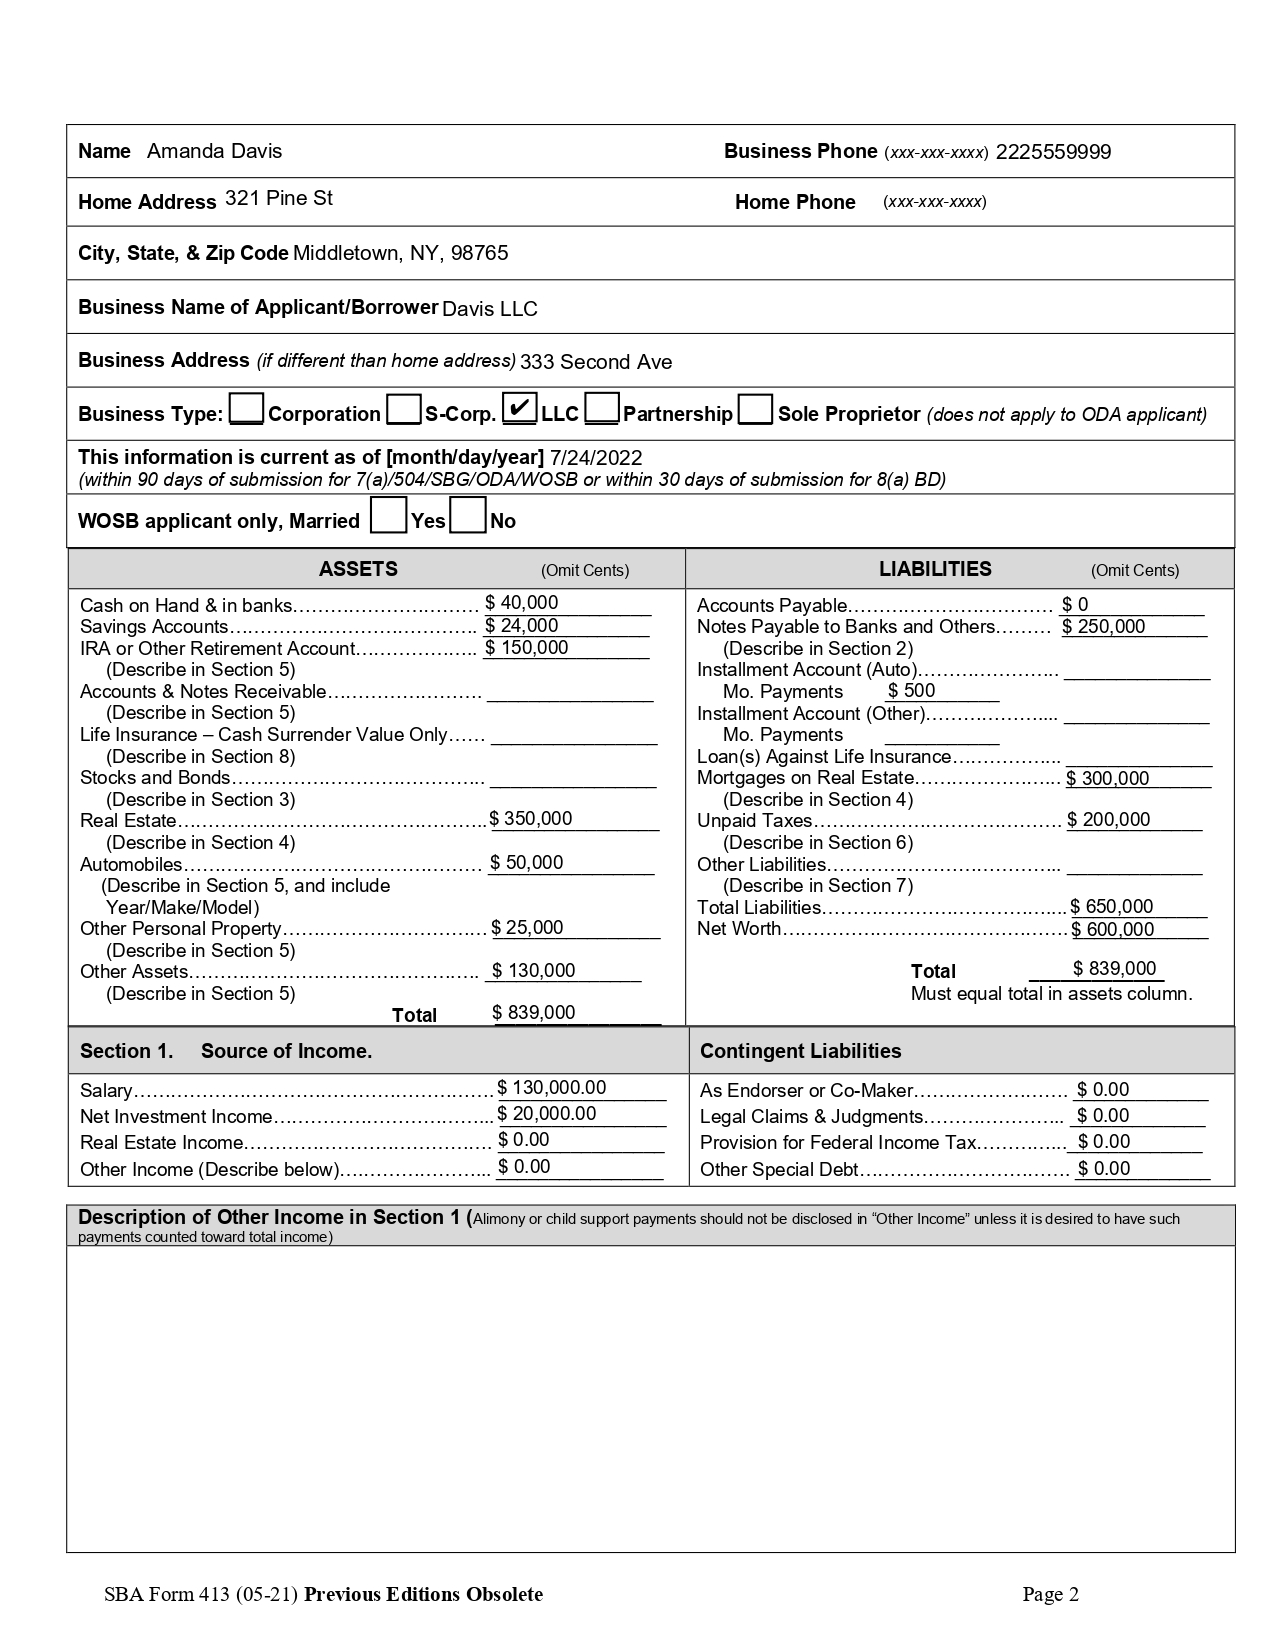 Name Amanda Davis Business Phone (xxx-xxx-xxxx) 2225559999
Home Address 321 Pine St Home Phone (xxx-xxx-xxxx)
City, State, & Zip Code Middletown, NY, 98765
Business Name of Applicant/Borrower Davis LLC
Business Address (if different than home address) 333 Second Ave
Business Type: Corporation S-Corp. ✔ LLC Partnership Sole Proprietor (does not apply to ODA applicant)
This information is current as of [month/day/year] 7/24/2022
(within 90 days of submission for 7(a)/504/SBG/ODA/WOSB or within 30 days of submission for 8(a) BD)
WOSB applicant only, Married Yes No
ASSETS (Omit Cents)
Cash on Hand & in banks…………………………… $ 40,000
Savings Accounts…………………………………….. $ 24,000
IRA or Other Retirement Account………………….. $ 150,000
(Describe in Section 5)
Accounts & Notes Receivable……………………… ________________
(Describe in Section 5)
Life Insurance – Cash Surrender Value Only…… ________________
(Describe in Section 8)
Stocks and Bonds…………………………………….. ________________
(Describe in Section 3)
Real Estate…………………………………………….. $ 350,000
(Describe in Section 4)
Automobiles…………………………………………… $ 50,000
(Describe in Section 5, and include
Year/Make/Model)
Other Personal Property……………………………… $ 25,000
(Describe in Section 5)
Other Assets………………………………………….. $ 130,000
(Describe in Section 5)
Total $ 839,000
LIABILITIES (Omit Cents)
Accounts Payable……………………………… $ 0
Notes Payable to Banks and Others……… $ 250,000
(Describe in Section 2)
Installment Account (Auto)…………………….. ______________
Mo. Payments $ 500
Installment Account (Other)………………….... ______________
Mo. Payments ___________
Loan(s) Against Life Insurance…………….... ______________
Mortgages on Real Estate……………………... $ 300,000
(Describe in Section 4)
Unpaid Taxes……………………………………. $ 200,000
(Describe in Section 6)
Other Liabilities………………………………….. _____________
(Describe in Section 7)
Total Liabilities…………………………………….. $ 650,000
Net Worth…………………………………………… $ 600,000
Total $ 839,000
Must equal total in assets column.
Section 1. Source of Income.
Salary…………………………………………………… $ 130,000.00
Net Investment Income………………………………... $ 20,000.00
Real Estate Income……………………………………. $ 0.00
Other Income (Describe below)……………………... $ 0.00
Contingent Liabilities
As Endorser or Co-Maker……………………… $ 0.00
Legal Claims & Judgments…………………….. $ 0.00
Provision for Federal Income Tax…………….. $ 0.00
Other Special Debt………………………………. $ 0.00
Description of Other Income in Section 1 (Alimony or child support payments should not be disclosed in “Other Income” unless it is desired to have such
payments counted toward total income)
SBA Form 413 (05-21) Previous Editions Obsolete Page 2